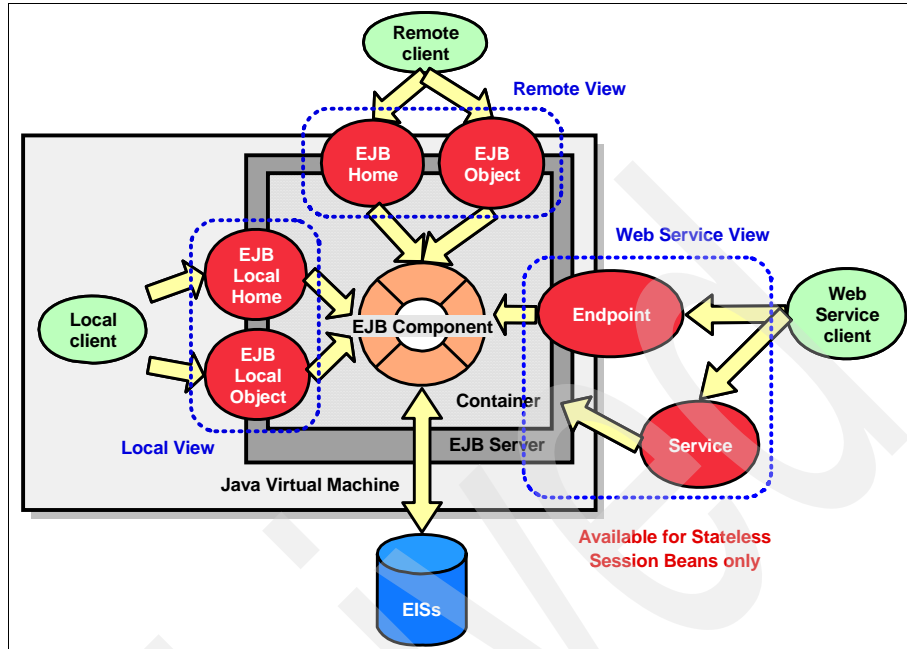 Remote
client
Remote View
EJB
Home
EJB
Object
EJB
Local
Home
Web Service View
Local
client
EJB Component
Endpoint
Web
Service
client
EJB
Local
Object
Container
Local View
EJB Server
Service
Java Virtual Machine
Available for Stateless
Session Beans only
EISs